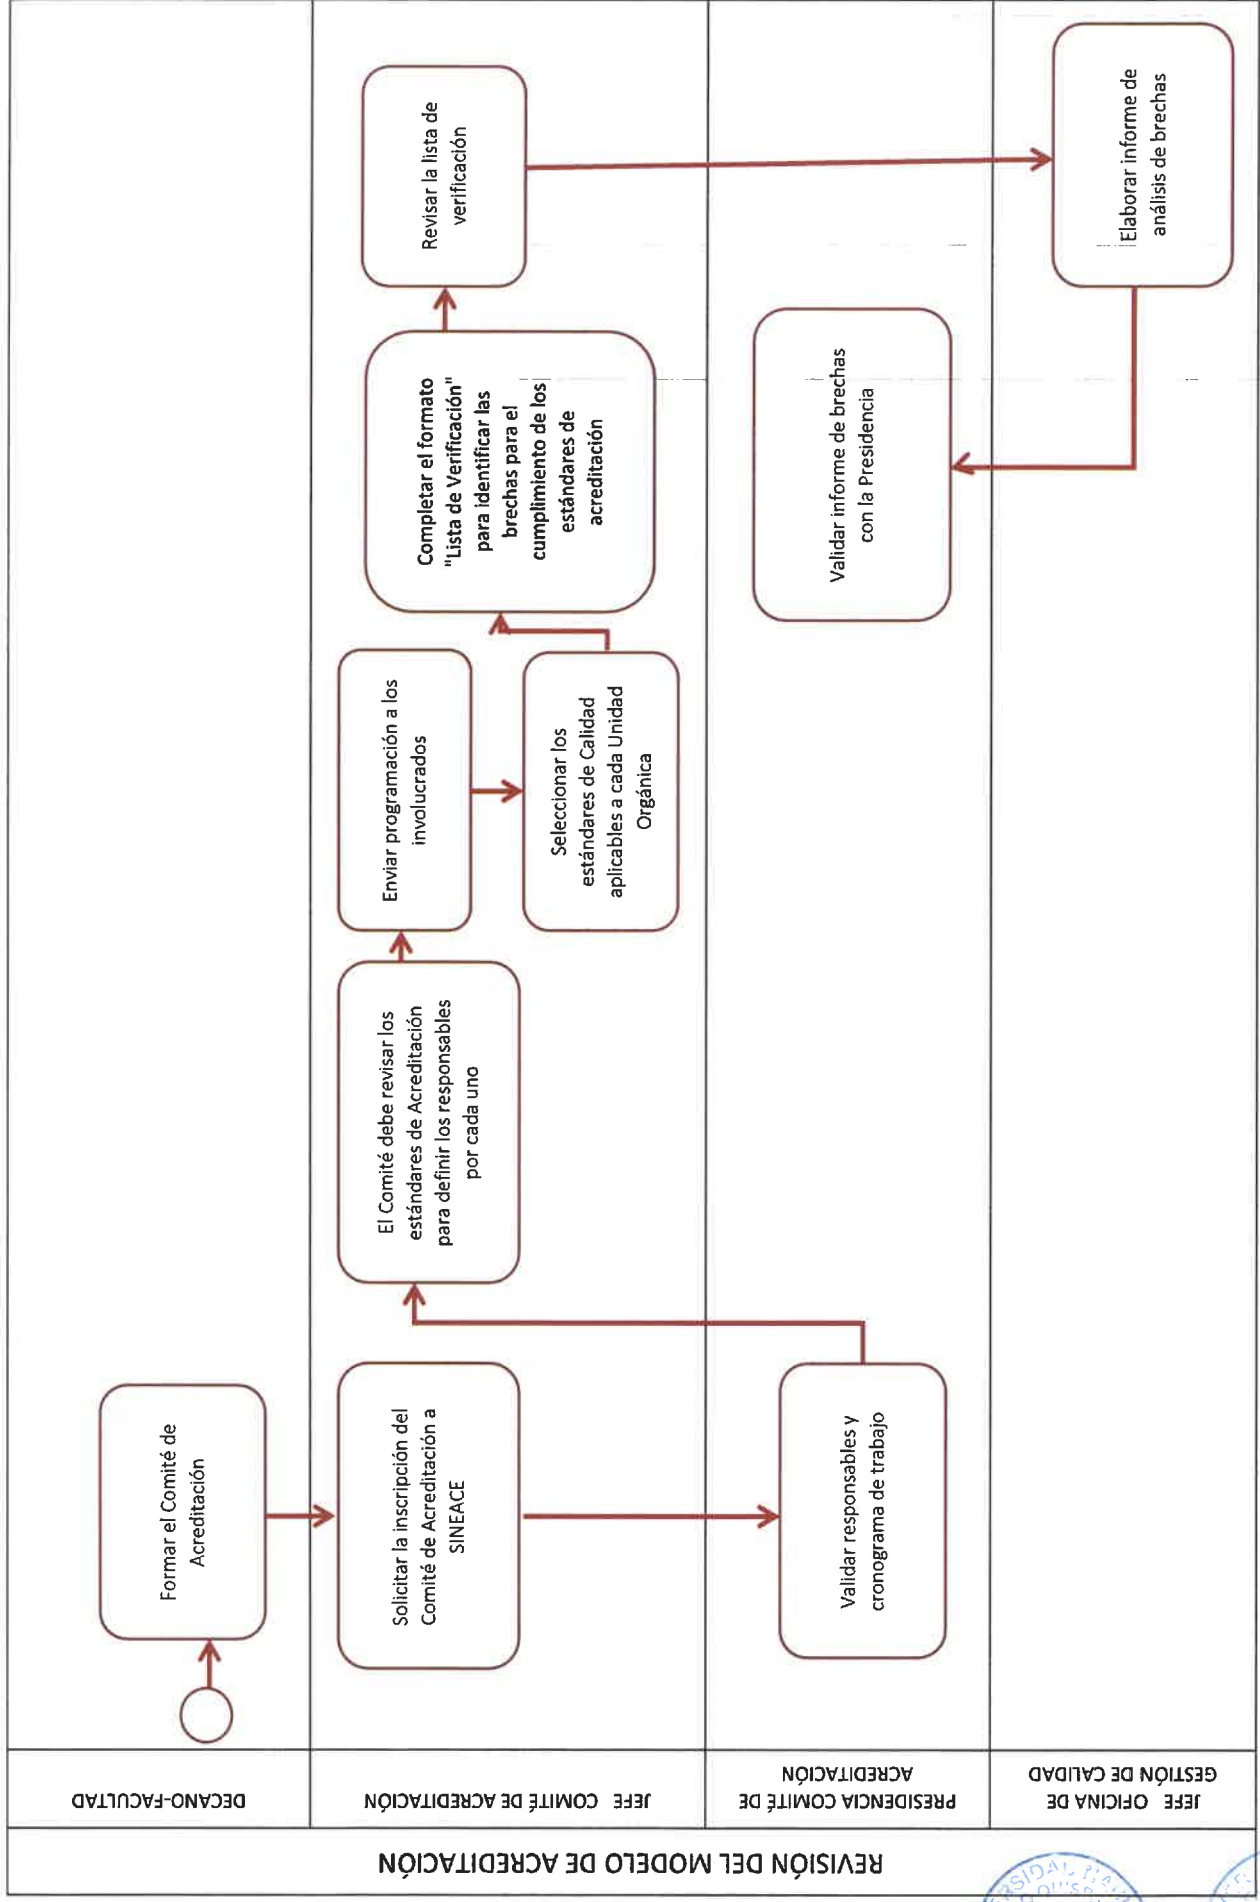 REVISIÓN DEL MODELO DE ACREDITACIÓN
DECANO-FACULTAD
Formar el Comité de
Acreditación
JEFE COMITÉ DE ACREDITACIÓN
Solicitar la inscripción del
Comité de Acreditación a
SINEACE
El Comité debe revisar los
estándares de Acreditación
para definir los responsables
por cada uno
Enviar programación a los
involucrados
Seleccionar los
estándares de Calidad
aplicables a cada Unidad
Orgánica
Completar el formato
"Lista de Verificación"
para identificar las
brechas para el
cumplimiento de los
estándares de
acreditación
Revisar la lista de
verificación
PRESIDENCIA COMITÉ DE
ACREDITACIÓN
Validar responsables y
cronograma de trabajo
Validar informe de brechas
con la Presidencia
JEFE OFICINA DE
GESTIÓN DE CALIDAD
Elaborar informe de
análisis de brechas